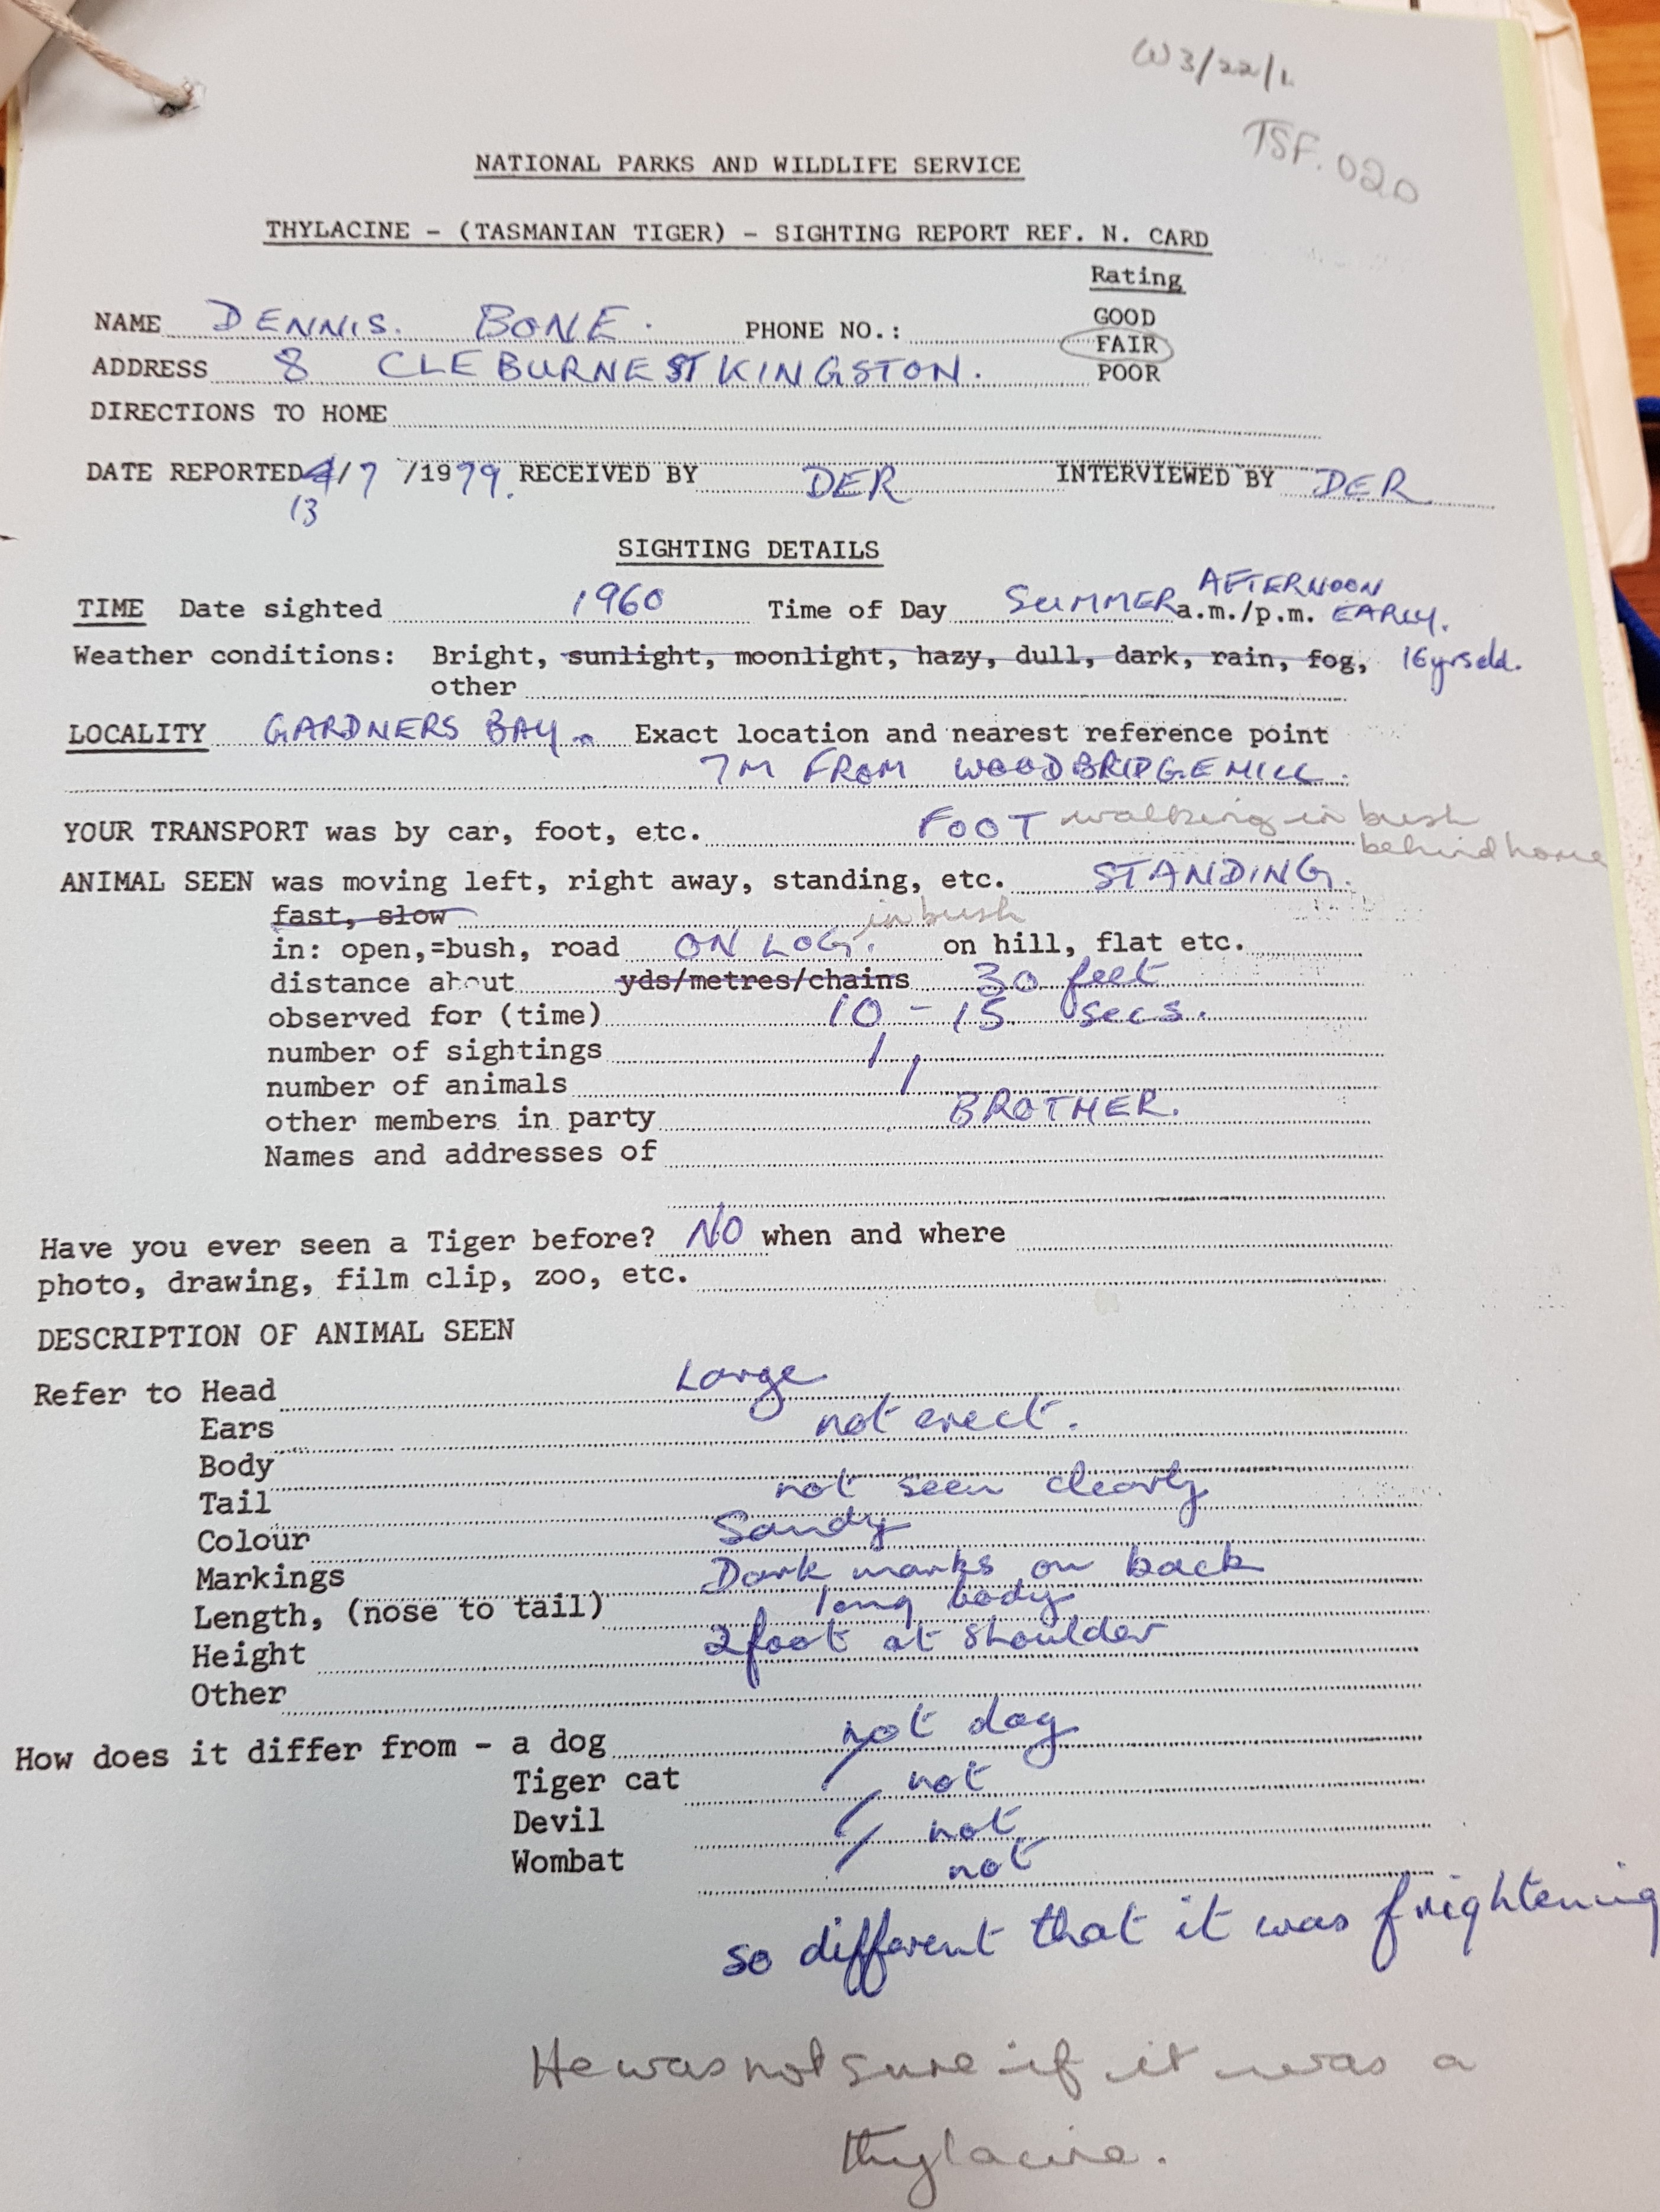 W3/22/1
TSF.020
NATIONAL PARKS AND WILDLIFE SERVICE
THYLACINE - (TASMANIAN TIGER) - SIGHTING REPORT REF. N. CARD
Rating
GOOD
NAME DENNIS. BONE. PHONE NO.: FAIR
ADDRESS 8 CLEBURNE ST KINGSTON. POOR
DIRECTIONS TO HOME
DATE REPORTED 4/7/1979. RECEIVED BY DER INTERVIEWED BY DER
13
SIGHTING DETAILS
AFTERNOON
TIME Date sighted 1960 Time of Day SUMMER a.m./p.m. EARLY.
Weather conditions: Bright, sunlight, moonlight, hazy, dull, dark, rain, fog, 16yrs old.
other
LOCALITY GARDNERS BAY Exact location and nearest reference point
7M FROM WOODBRIDGE HILL.
YOUR TRANSPORT was by car, foot, etc. FOOT walking in bush
behind home
ANIMAL SEEN was moving left, right away, standing, etc. STANDING.
fast, slow in bush
in: open,=bush, road ON LOG. on hill, flat etc.
distance about yds/metres/chains 30 feet
observed for (time) 10 - 15 secs.
number of sightings 1
number of animals 1
other members in party BROTHER.
Names and addresses of
Have you ever seen a Tiger before? NO when and where
photo, drawing, film clip, zoo, etc.
DESCRIPTION OF ANIMAL SEEN
Refer to Head Large
Ears not erect.
Body
Tail not seen clearly
Colour Sandy
Markings Dark marks on back
Length, (nose to tail) long body
Height 2 foot at shoulder
Other
How does it differ from - a dog not dog
Tiger cat not
Devil not
Wombat not
so different that it was frightening
He was not sure if it was a
thylacine.